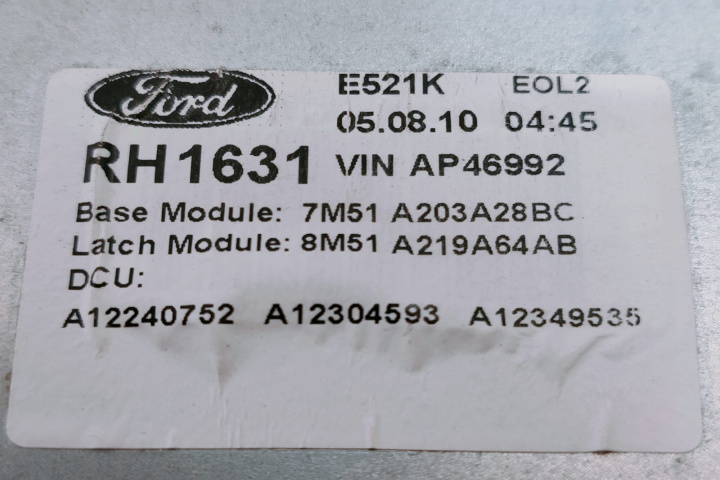 Ford E521K EOL2
05.08.10 04:45
RH1631 VIN AP46992
Base Module: 7M51 A203A28BC
Latch Module: 8M51 A219A64AB
DCU:
A12240752 A12304593 A12349535